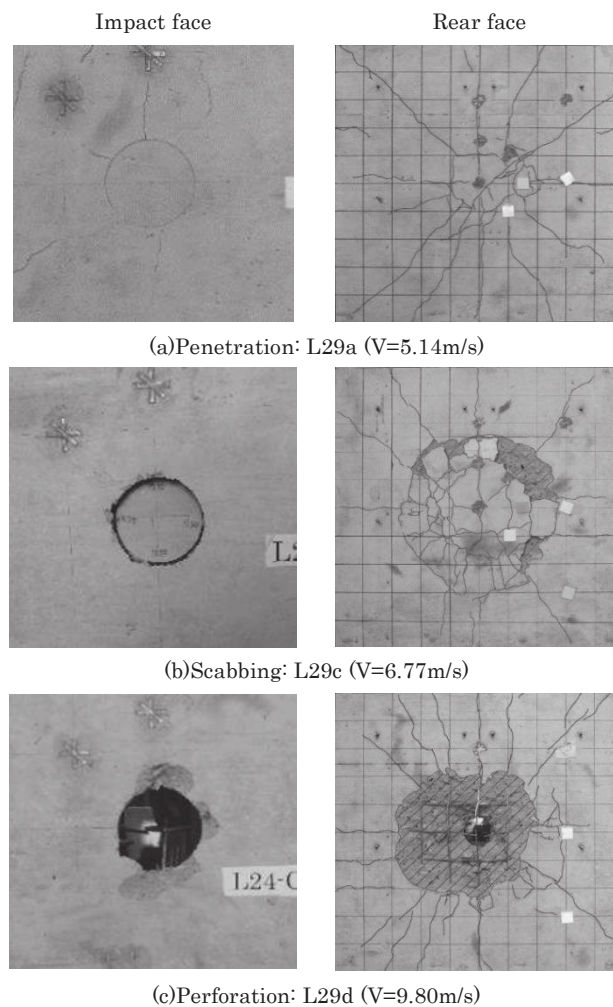 Impact face Rear face
(a)Penetration: L29a (V=5.14m/s)
L2
(b)Scabbing: L29c (V=6.77m/s)
L24-C
(c)Perforation: L29d (V=9.80m/s)